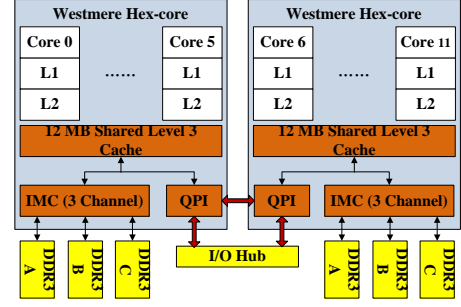 Westmere Hex-core
Core 0
......
Core 5
L1
L1
L2
L2
12 MB Shared Level 3
Cache
IMC (3 Channel)
QPI
DDR3
A
DDR3
B
DDR3
C
Westmere Hex-core
Core 6
......
Core 11
L1
L1
L2
L2
12 MB Shared Level 3
Cache
QPI
IMC (3 Channel)
I/O Hub
DDR3
A
DDR3
B
DDR3
C